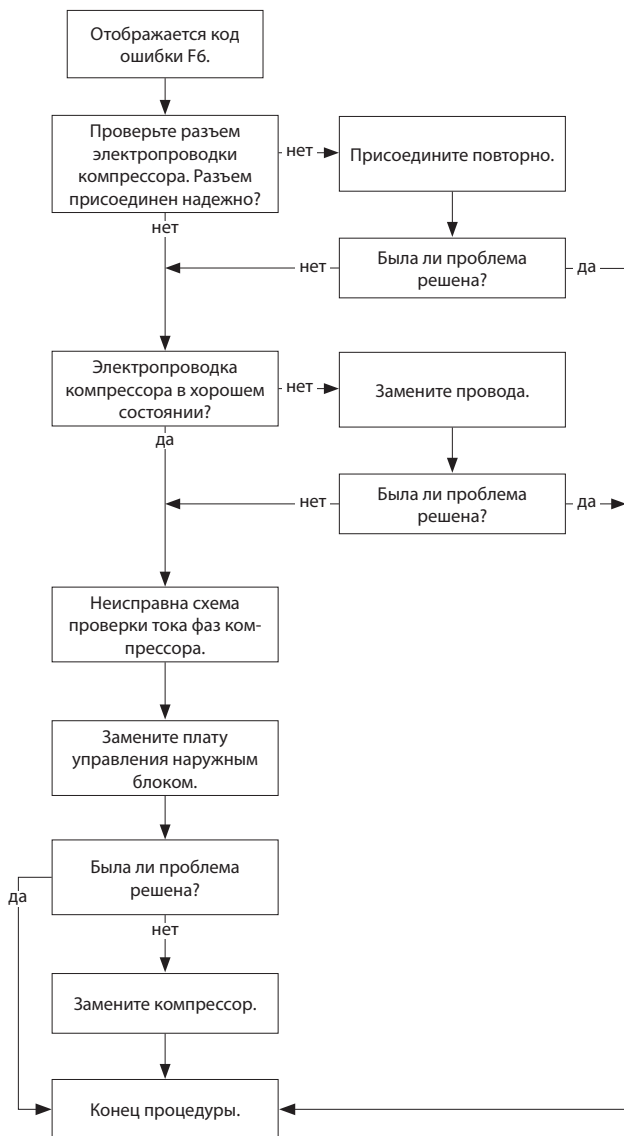 Отображается код
ошибки F6.
Проверьте разъем
электропроводки
компрессора. Разъем
присоединен надежно?
нет
Присоедините повторно.
нет
нет
Была ли проблема
решена?
да
Электропроводка
компрессора в хорошем
состоянии?
нет
Замените провода.
да
нет
Была ли проблема
решена?
да
Неисправна схема
проверки тока фаз ком-
прессора.
Замените плату
управления наружным
блоком.
Была ли проблема
решена?
да
нет
Замените компрессор.
Конец процедуры.